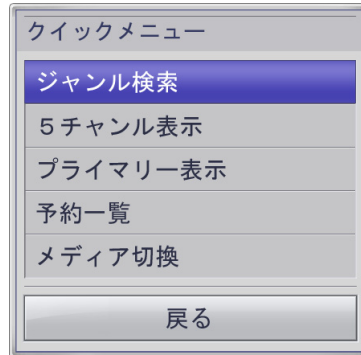 クイックメニュー
ジャンル検索
５チャンル表示
プライマリー表示
予約一覧
メディア切換
戻る